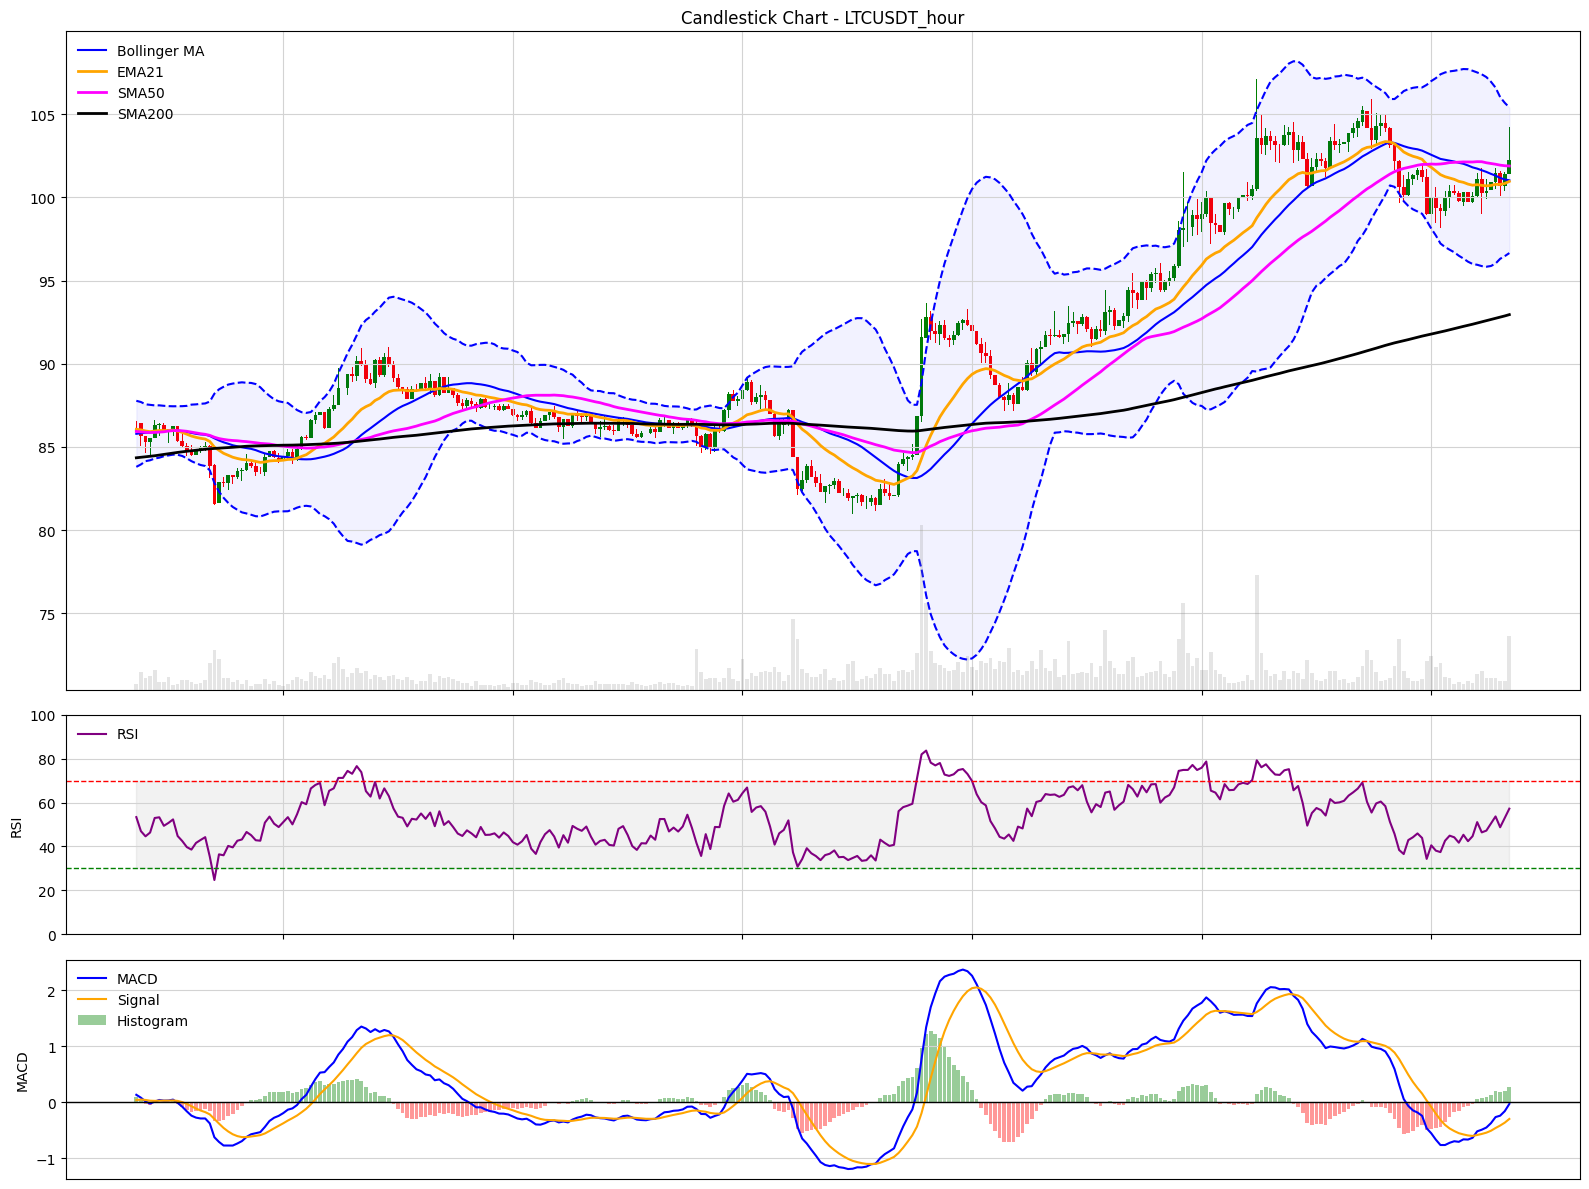 Candlestick Chart - LTCUSDT_hour
Bollinger MA
EMA21
SMA50
SMA200
105
100
95
90
85
80
75
RSI
100
80
60
40
20
0
RSI
MACD
Signal
Histogram
2
1
0
−1
MACD